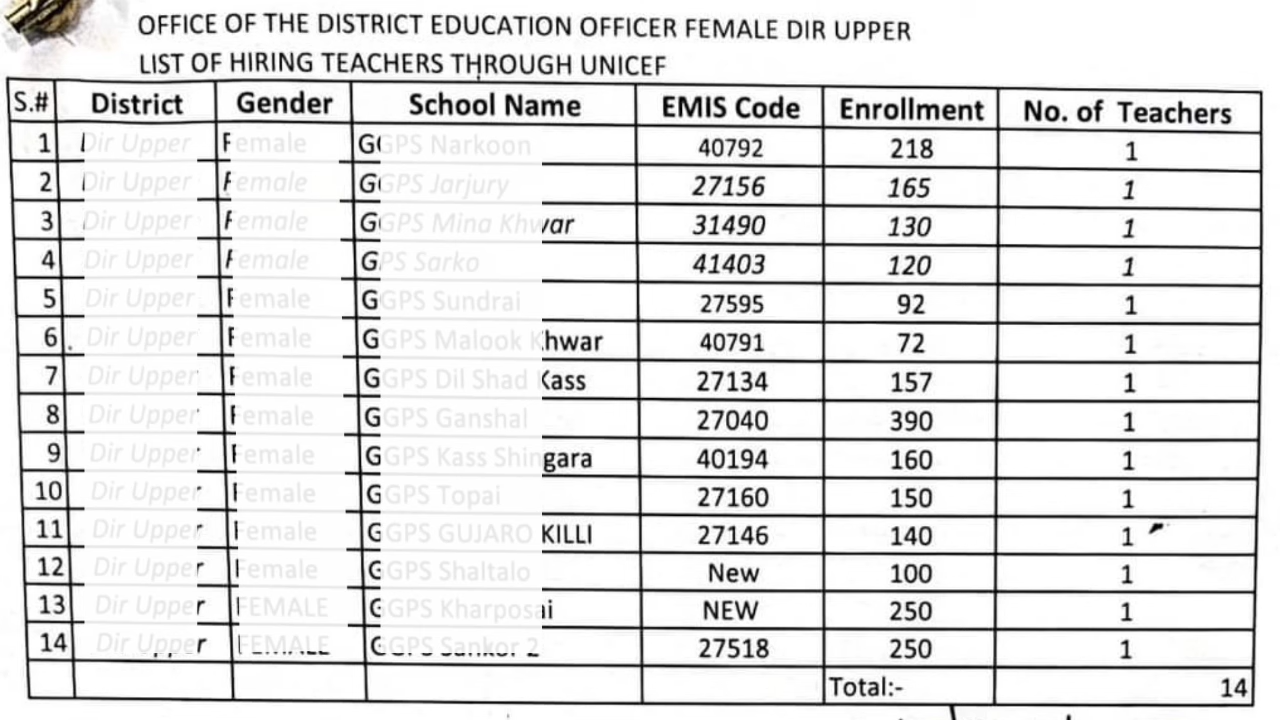 OFFICE OF THE DISTRICT EDUCATION OFFICER FEMALE DIR UPPER
LIST OF HIRING TEACHERS THROUGH UNICEF
S.# District Gender School Name EMIS Code Enrollment No. of Teachers
1 Dir Upper Female GGPS Narkoon 40792 218 1
2 Dir Upper Female GGPS Jarjury 27156 165 1
3 Dir Upper Female GGPS Mina Khwar 31490 130 1
4 Dir Upper Female GPS Sarko 41403 120 1
5 Dir Upper Female GGPS Sundrai 27595 92 1
6 Dir Upper Female GGPS Malook Khwar 40791 72 1
7 Dir Upper Female GGPS Dil Shad Kass 27134 157 1
8 Dir Upper Female GGPS Ganshal 27040 390 1
9 Dir Upper Female GGPS Kass Shingara 40194 160 1
10 Dir Upper Female GGPS Topai 27160 150 1
11 Dir Upper Female GGPS GUJARO KILLI 27146 140 1
12 Dir Upper Female GGPS Shaltalo New 100 1
13 Dir Upper FEMALE GGPS Kharposai NEW 250 1
14 Dir Upper FEMALE GGPS Sankor 2 27518 250 1
Total:- 14